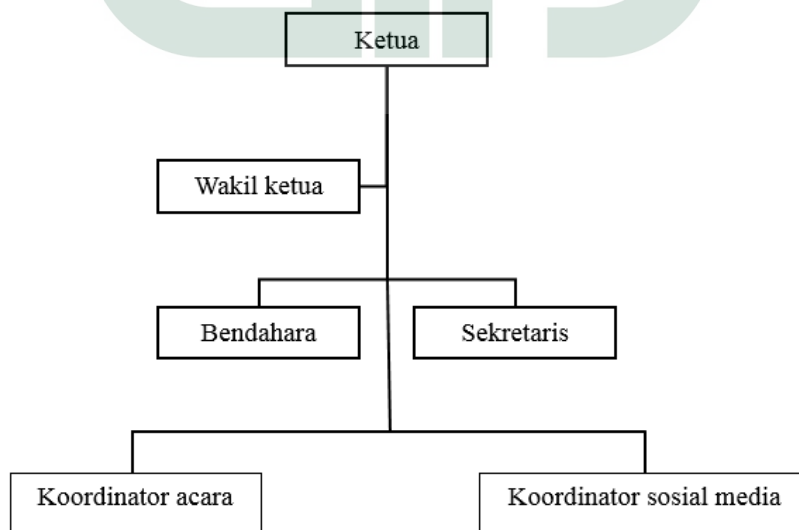 Ketua
Wakil ketua
Bendahara
Sekretaris
Koordinator acara
Koordinator sosial media